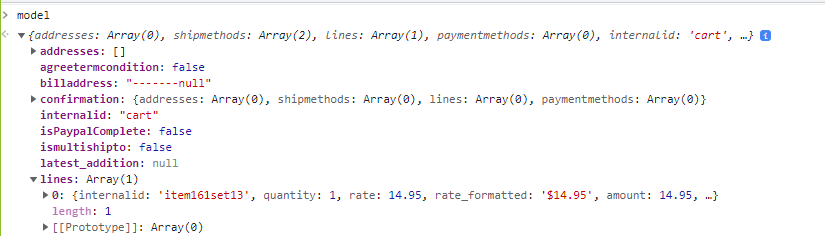 model
{addresses: Array(0), shipmethods: Array(2), lines: Array(1), paymentmethods: Array(0), internalid: 'cart', …} i
addresses: []
agreetermcondition: false
billaddress: "-------null"
confirmation: {addresses: Array(0), shipmethods: Array(0), lines: Array(0), paymentmethods: Array(0)}
internalid: "cart"
isPaypalComplete: false
ismultishipto: false
latest_addition: null
lines: Array(1)
0: {internalid: 'item161set13', quantity: 1, rate: 14.95, rate_formatted: '$14.95', amount: 14.95, …}
length: 1
[[Prototype]]: Array(0)